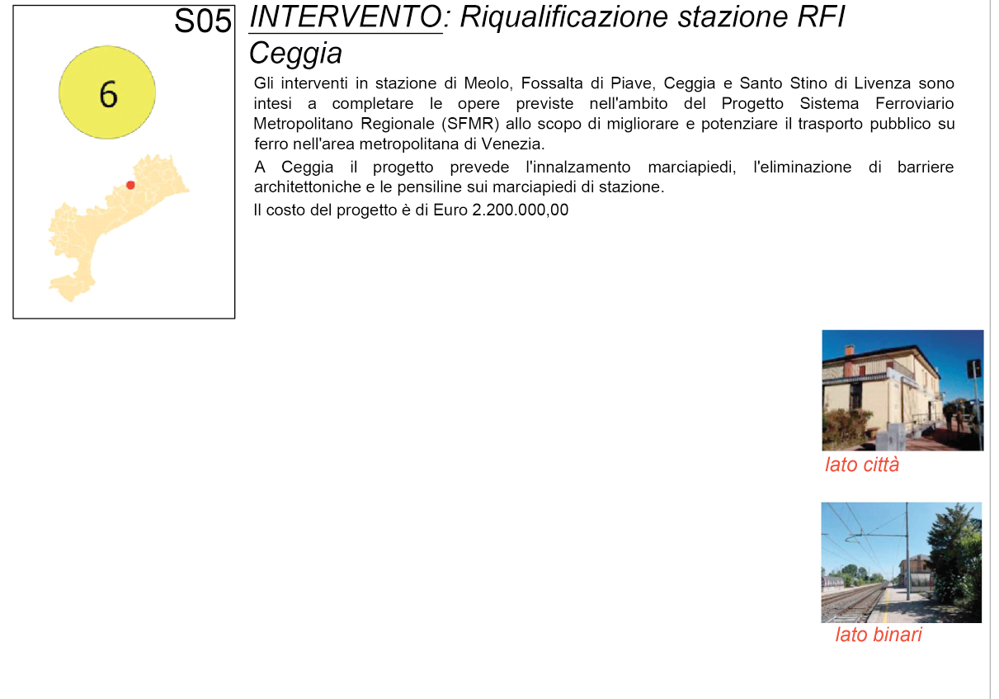 S05
6
INTERVENTO: Riqualificazione stazione RFI
Ceggia
Gli interventi in stazione di Meolo, Fossalta di Piave, Ceggia e Santo Stino di Livenza sono
intesi a completare le opere previste nell'ambito del Progetto Sistema Ferroviario
Metropolitano Regionale (SFMR) allo scopo di migliorare e potenziare il trasporto pubblico su
ferro nell'area metropolitana di Venezia.
A Ceggia il progetto prevede l'innalzamento marciapiedi, l'eliminazione di barriere
architettoniche e le pensiline sui marciapiedi di stazione.
Il costo del progetto è di Euro 2.200.000,00
lato città
lato binari